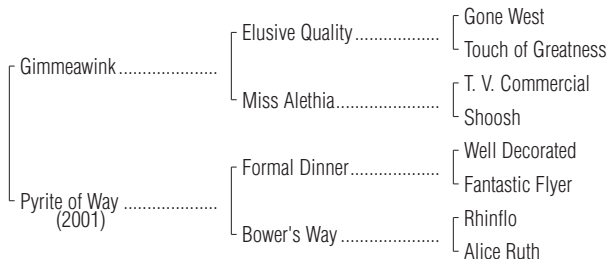 Gone West
Elusive Quality ..................
Touch of Greatness
Gimmeawink .....................
T. V. Commercial
Miss Alethia......................
Shoosh
Well Decorated
Formal Dinner...................
Fantastic Flyer
Pyrite of Way ....................
(2001)
Rhinflo
Bower's Way .....................
Alice Ruth